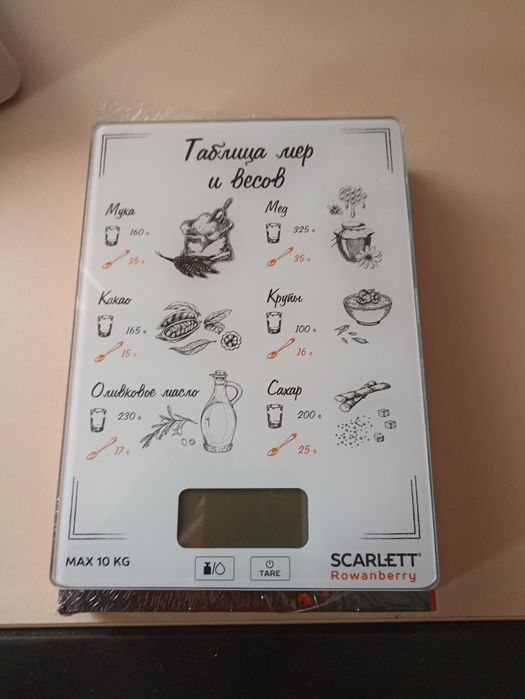 Таблица мер
и весов
Мука
160 г
35 г
Мед
325 г
35 г
Какао
165 г
15 г
Крупы
100 г
16 г
Оливковое масло
230 г
17 г
Сахар
200 г
25 г
MAX 10 KG
TARE
SCARLETT®
Rowanberry